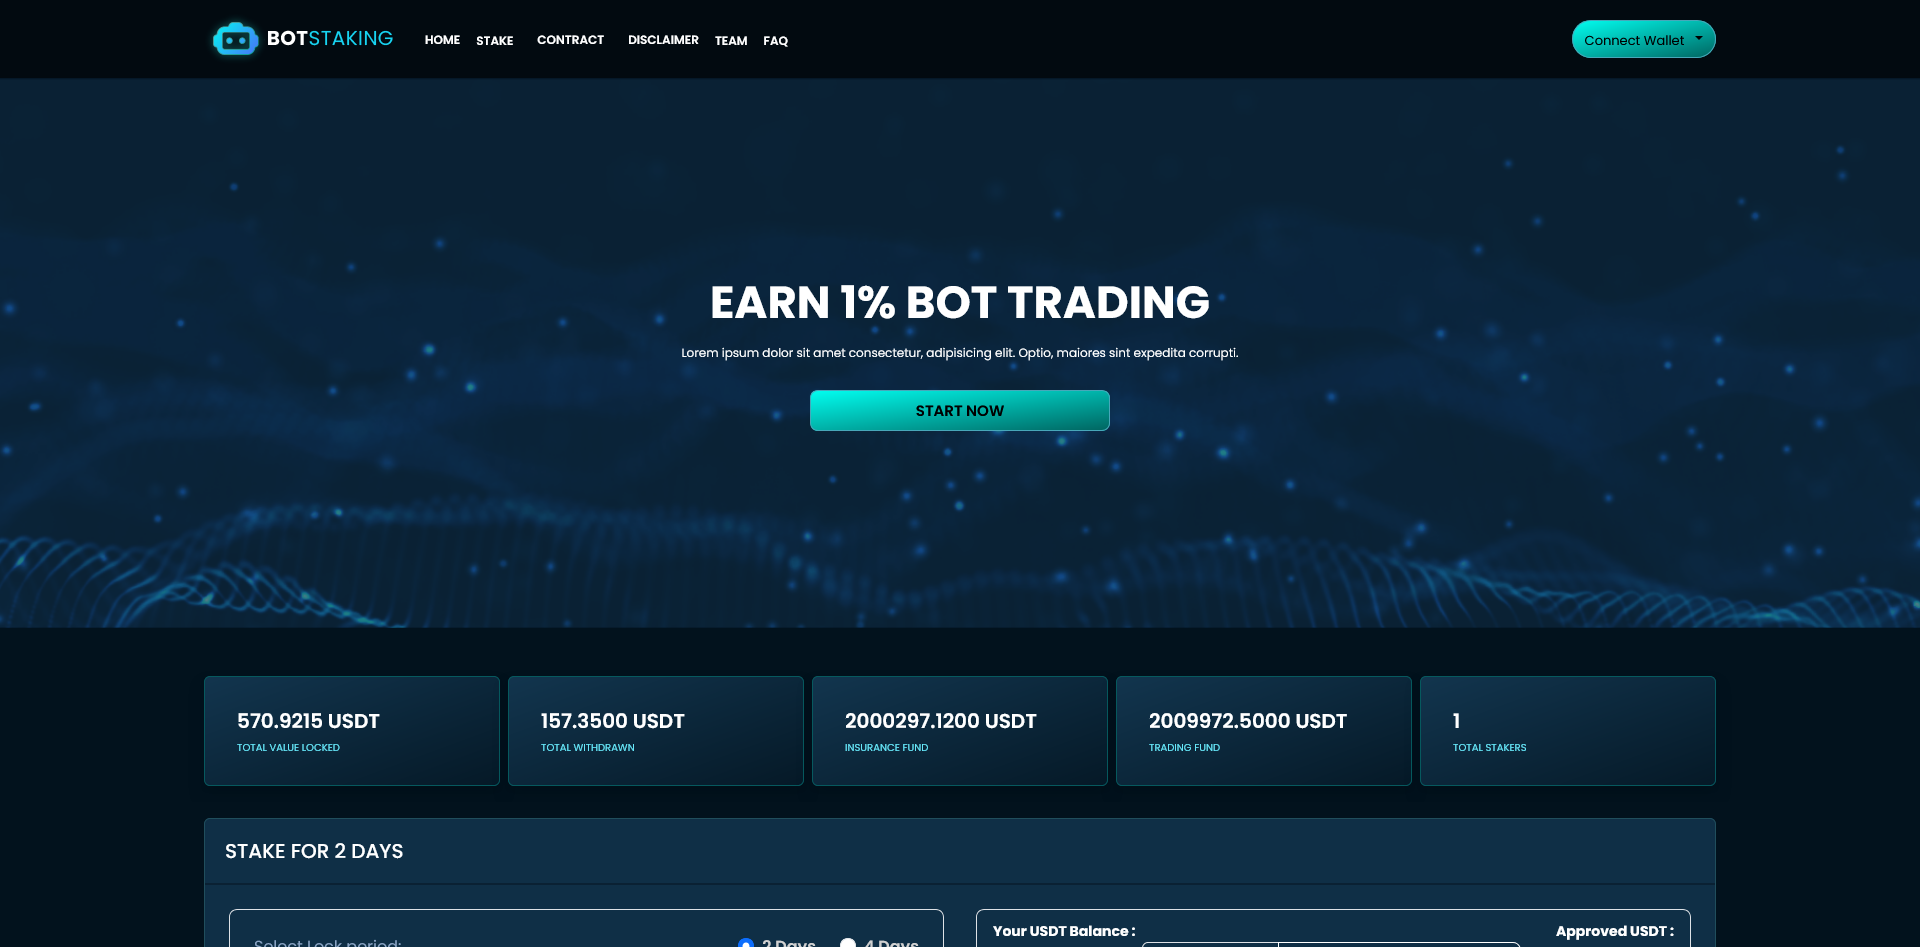 BOTSTAKING HOME STAKE CONTRACT DISCLAIMER TEAM FAQ Connect Wallet
EARN 1% BOT TRADING
Lorem ipsum dolor sit amet consectetur, adipisicing elit. Optio, maiores sint expedita corrupti.
START NOW
570.9215 USDT
TOTAL VALUE LOCKED
157.3500 USDT
TOTAL WITHDRAWN
2000297.1200 USDT
INSURANCE FUND
2009972.5000 USDT
TRADING FUND
1
TOTAL STAKERS
STAKE FOR 2 DAYS
Select Lock period: 2 Days 4 Days
Your USDT Balance : Approved USDT :